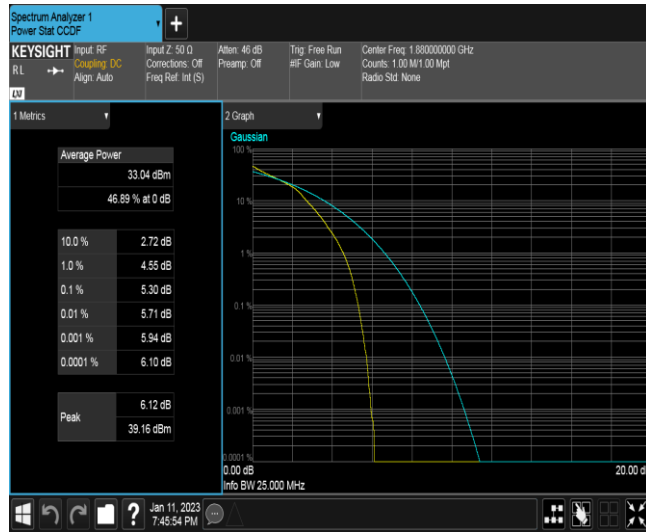 Spectrum Analyzer 1
Power Stat CCDF
KEYSIGHT
RL
LXI
Input: RF
Coupling: DC
Align: Auto
Input Z: 50 Ω
Corrections: Off
Freq Ref: Int (S)
Atten: 46 dB
Preamp: Off
Trig: Free Run
#IF Gain: Low
Center Freq: 1.880000000 GHz
Counts: 1.00 M/1.00 Mpt
Radio Std: None
1 Metrics
Average Power
33.04 dBm
46.89 % at 0 dB
10.0 % 2.72 dB
1.0 % 4.55 dB
0.1 % 5.30 dB
0.01 % 5.71 dB
0.001 % 5.94 dB
0.0001 % 6.10 dB
Peak
6.12 dB
39.16 dBm
2 Graph
Gaussian
100 %
10 %
1 %
0.1 %
0.01 %
0.001 %
0.0001 %
0.00 dB
20.00 d
Info BW 25.000 MHz
?
Jan 11, 2023
7:45:54 PM